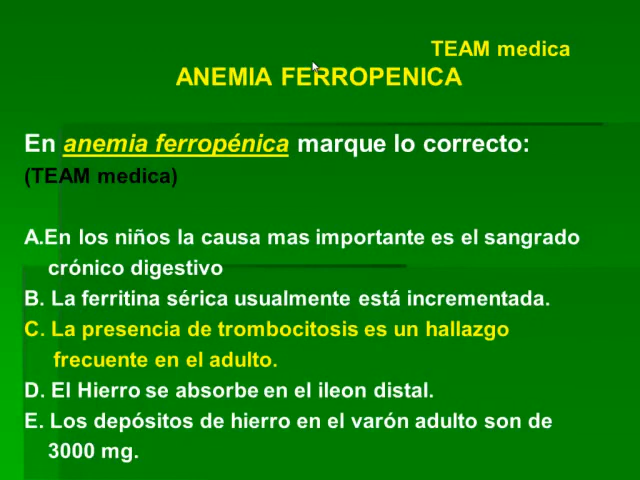 TEAM medica
ANEMIA FERROPENICA
En anemia ferropénica marque lo correcto:
(TEAM medica)
A.En los niños la causa mas importante es el sangrado
crónico digestivo
B. La ferritina sérica usualmente está incrementada.
C. La presencia de trombocitosis es un hallazgo
frecuente en el adulto.
D. El Hierro se absorbe en el ileon distal.
E. Los depósitos de hierro en el varón adulto son de
3000 mg.